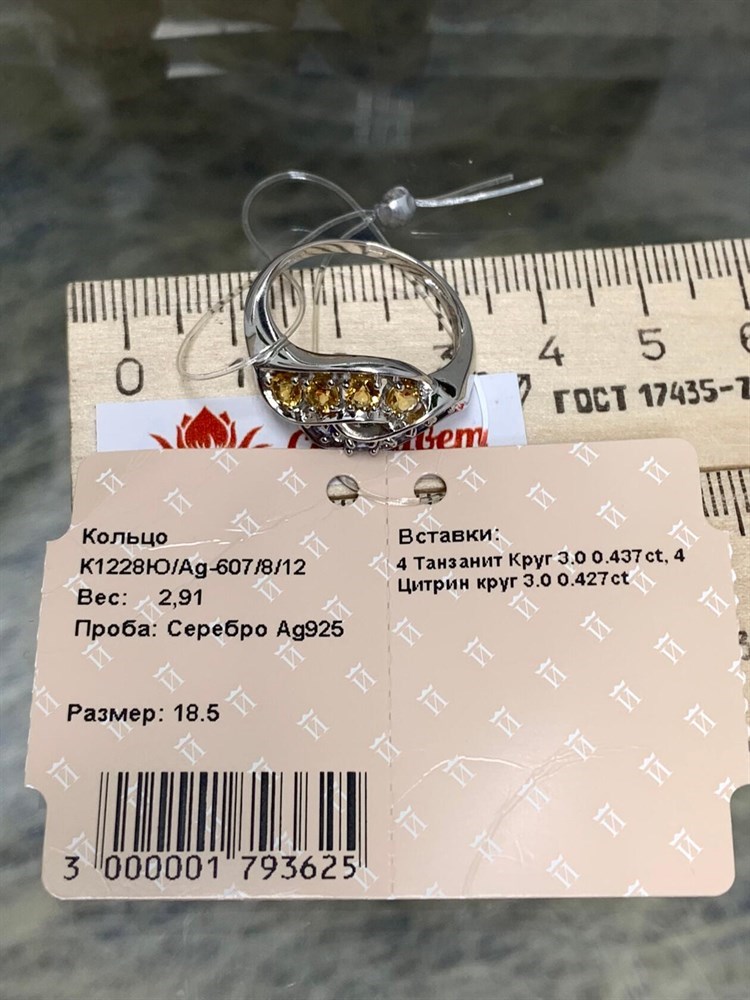 0 1 4 5
ГОСТ 17435-7
Кольцо
К1228Ю/Ag-607/8/12
Вес: 2,91
Проба: Серебро Ag925
Размер: 18.5
3 000001 793625
Вставки:
4 Танзанит Круг 3.0 0.437ct, 4
Цитрин круг 3.0 0.427ct